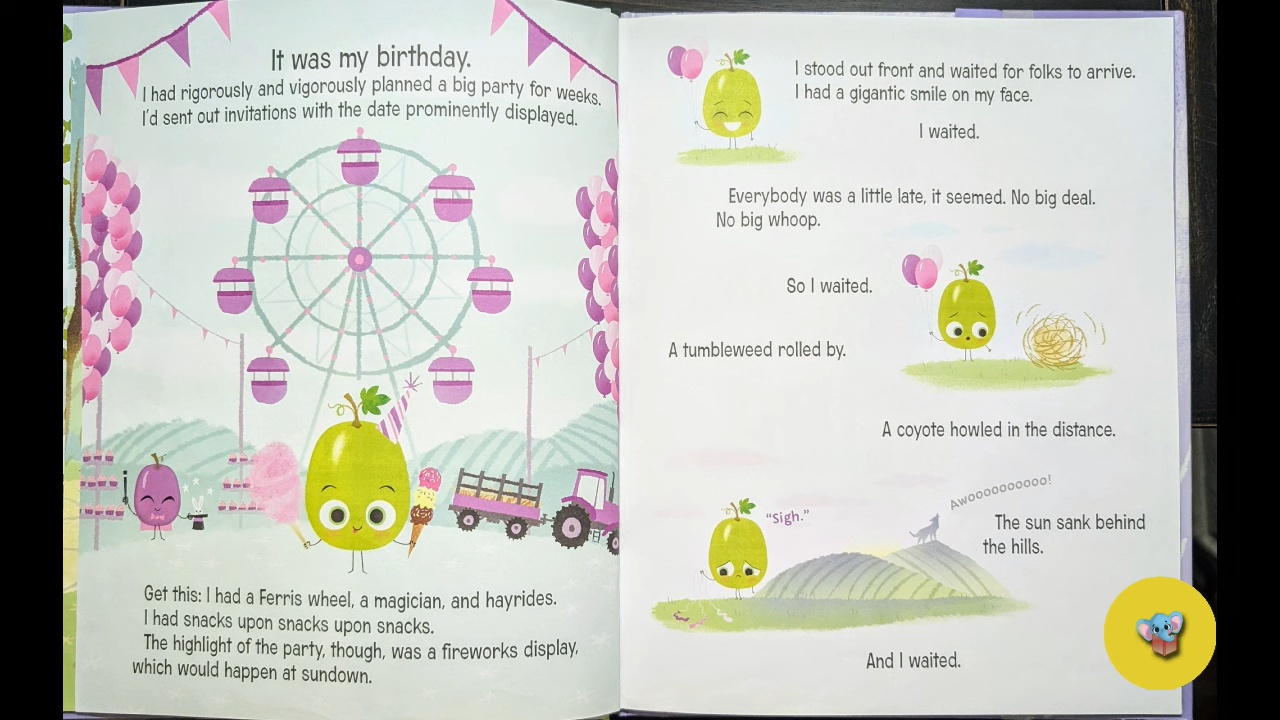 It was my birthday.
I had rigorously and vigorously planned a big party for weeks.
I'd sent out invitations with the date prominently displayed.
Get this: I had a Ferris wheel, a magician, and hayrides.
I had snacks upon snacks upon snacks.
The highlight of the party, though, was a fireworks display,
which would happen at sundown.
I stood out front and waited for folks to arrive.
I had a gigantic smile on my face.
I waited.
Everybody was a little late, it seemed. No big deal.
No big whoop.
So I waited.
A tumbleweed rolled by.
A coyote howled in the distance.
Awoooooooooo!
"sigh."
The sun sank behind
the hills.
And I waited.